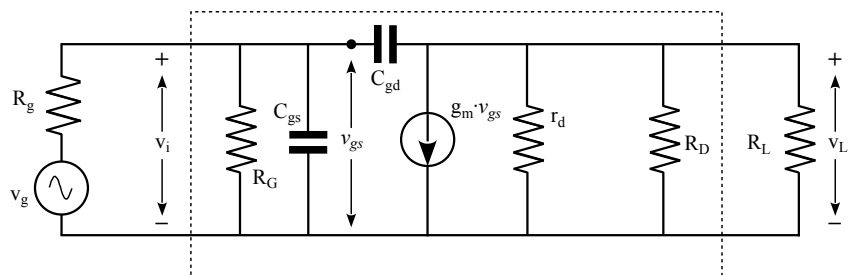 +
R_g
v_i
−
v_g
R_G
C_gs
v_gs
C_gd
g_m·v_gs
r_d
R_D
R_L
+
v_L
−